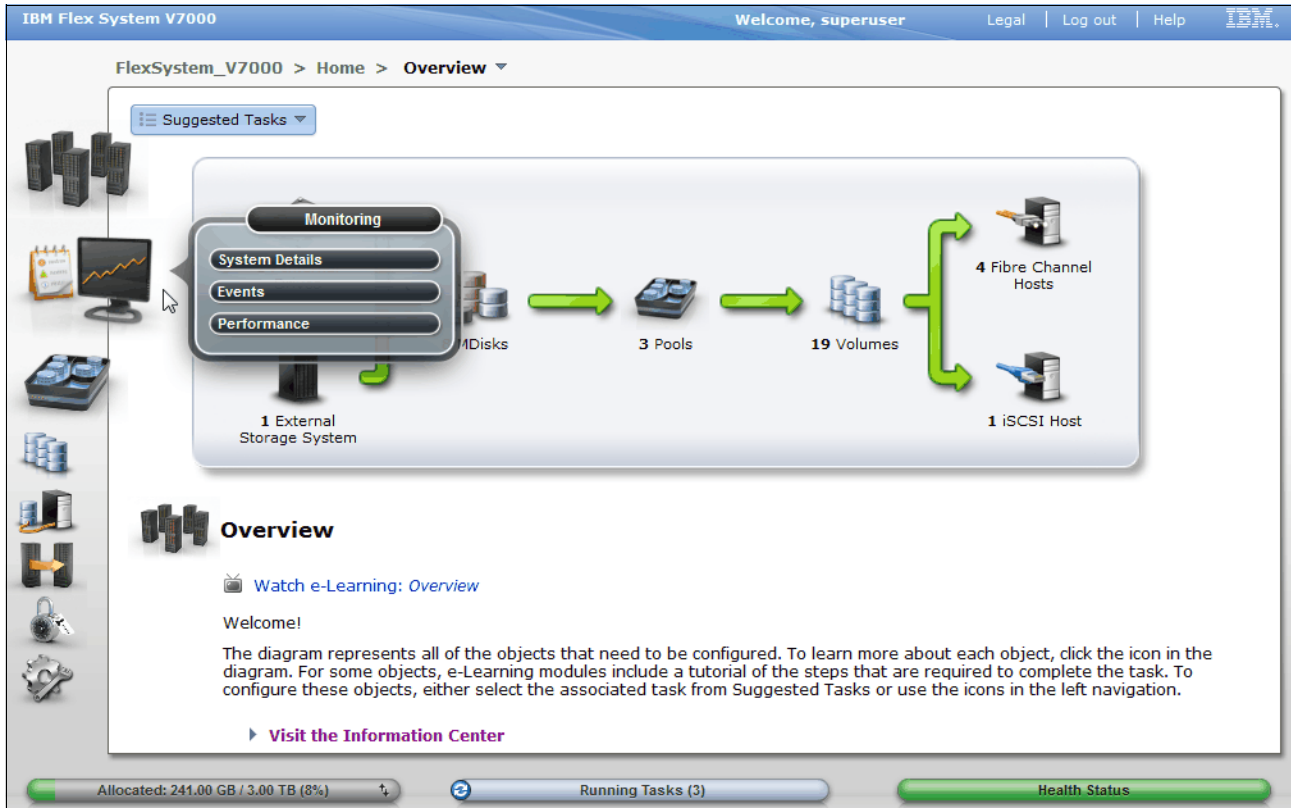 IBM Flex System V7000
Welcome, superuser
Legal | Log out | Help
IBM.
FlexSystem_V7000 > Home > Overview
Suggested Tasks
Monitoring
System Details
Events
Performance
MDisks
3 Pools
19 Volumes
4 Fibre Channel
Hosts
1 iSCSI Host
1 External
Storage System
Overview
Watch e-Learning: Overview
Welcome!
The diagram represents all of the objects that need to be configured. To learn more about each object, click the icon in the
diagram. For some objects, e-Learning modules include a tutorial of the steps that are required to complete the task. To
configure these objects, either select the associated task from Suggested Tasks or use the icons in the left navigation.
Visit the Information Center
Allocated: 241.00 GB / 3.00 TB (8%)
Running Tasks (3)
Health Status